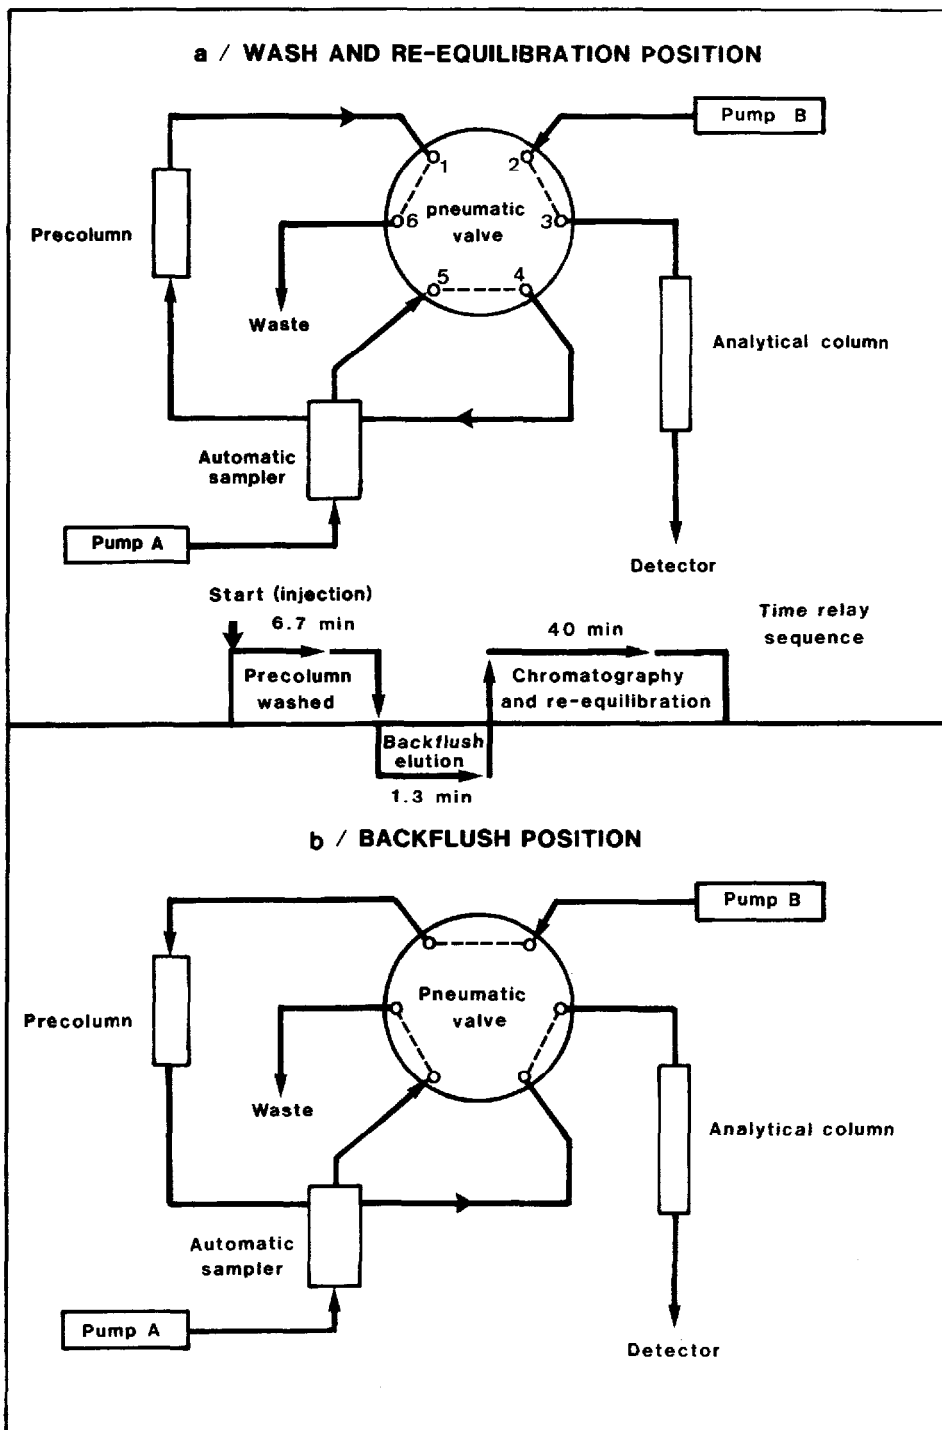 a / WASH AND RE-EQUILIBRATION POSITION
Pump B
1
2
Precolumn
6
pneumatic
valve
3
5
4
Waste
Analytical column
Automatic
sampler
Pump A
Detector
Start (injection)
6.7 min
Precolumn
washed
40 min
Chromatography
and re-equilibration
Time relay
sequence
Backflush
elution
1.3 min
b / BACKFLUSH POSITION
Pump B
Precolumn
Pneumatic
valve
Waste
Analytical column
Automatic
sampler
Pump A
Detector